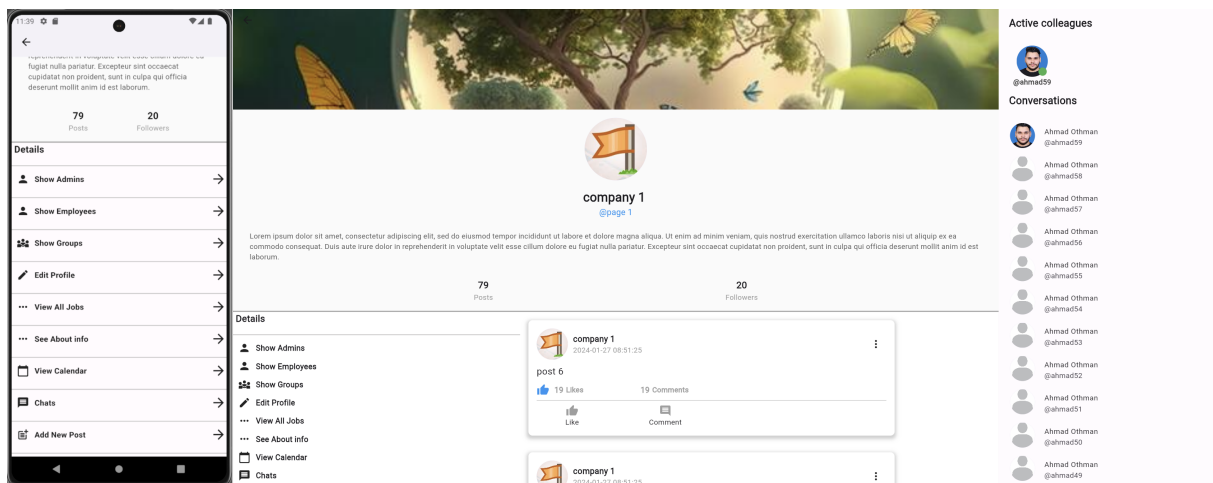 11:39
reprehenderit in voluptate velit esse cillum dolore eu
fugiat nulla pariatur. Excepteur sint occaecat
cupidatat non proident, sunt in culpa qui officia
deserunt mollit anim id est laborum.
79
20
Posts
Followers
Details
Show Admins
Show Employees
Show Groups
Edit Profile
View All Jobs
See About info
View Calendar
Chats
Add New Post
company 1
@page 1
Lorem ipsum dolor sit amet, consectetur adipiscing elit, sed do eiusmod tempor incididunt ut labore et dolore magna aliqua. Ut enim ad minim veniam, quis nostrud exercitation ullamco laboris nisi ut aliquip ex ea
commodo consequat. Duis aute irure dolor in reprehenderit in voluptate velit esse cillum dolore eu fugiat nulla pariatur. Excepteur sint occaecat cupidatat non proident, sunt in culpa qui officia deserunt mollit anim id est
laborum.
79
20
Posts
Followers
Details
Show Admins
Show Employees
Show Groups
Edit Profile
View All Jobs
See About info
View Calendar
Chats
company 1
2024-01-27 08:51:25
post 6
19 Likes
19 Comments
Like
Comment
company 1
2024-01-27 08:51:25
Active colleagues
@ahmad59
Conversations
Ahmad Othman
@ahmad59
Ahmad Othman
@ahmad58
Ahmad Othman
@ahmad57
Ahmad Othman
@ahmad56
Ahmad Othman
@ahmad55
Ahmad Othman
@ahmad54
Ahmad Othman
@ahmad53
Ahmad Othman
@ahmad52
Ahmad Othman
@ahmad51
Ahmad Othman
@ahmad50
Ahmad Othman
@ahmad49